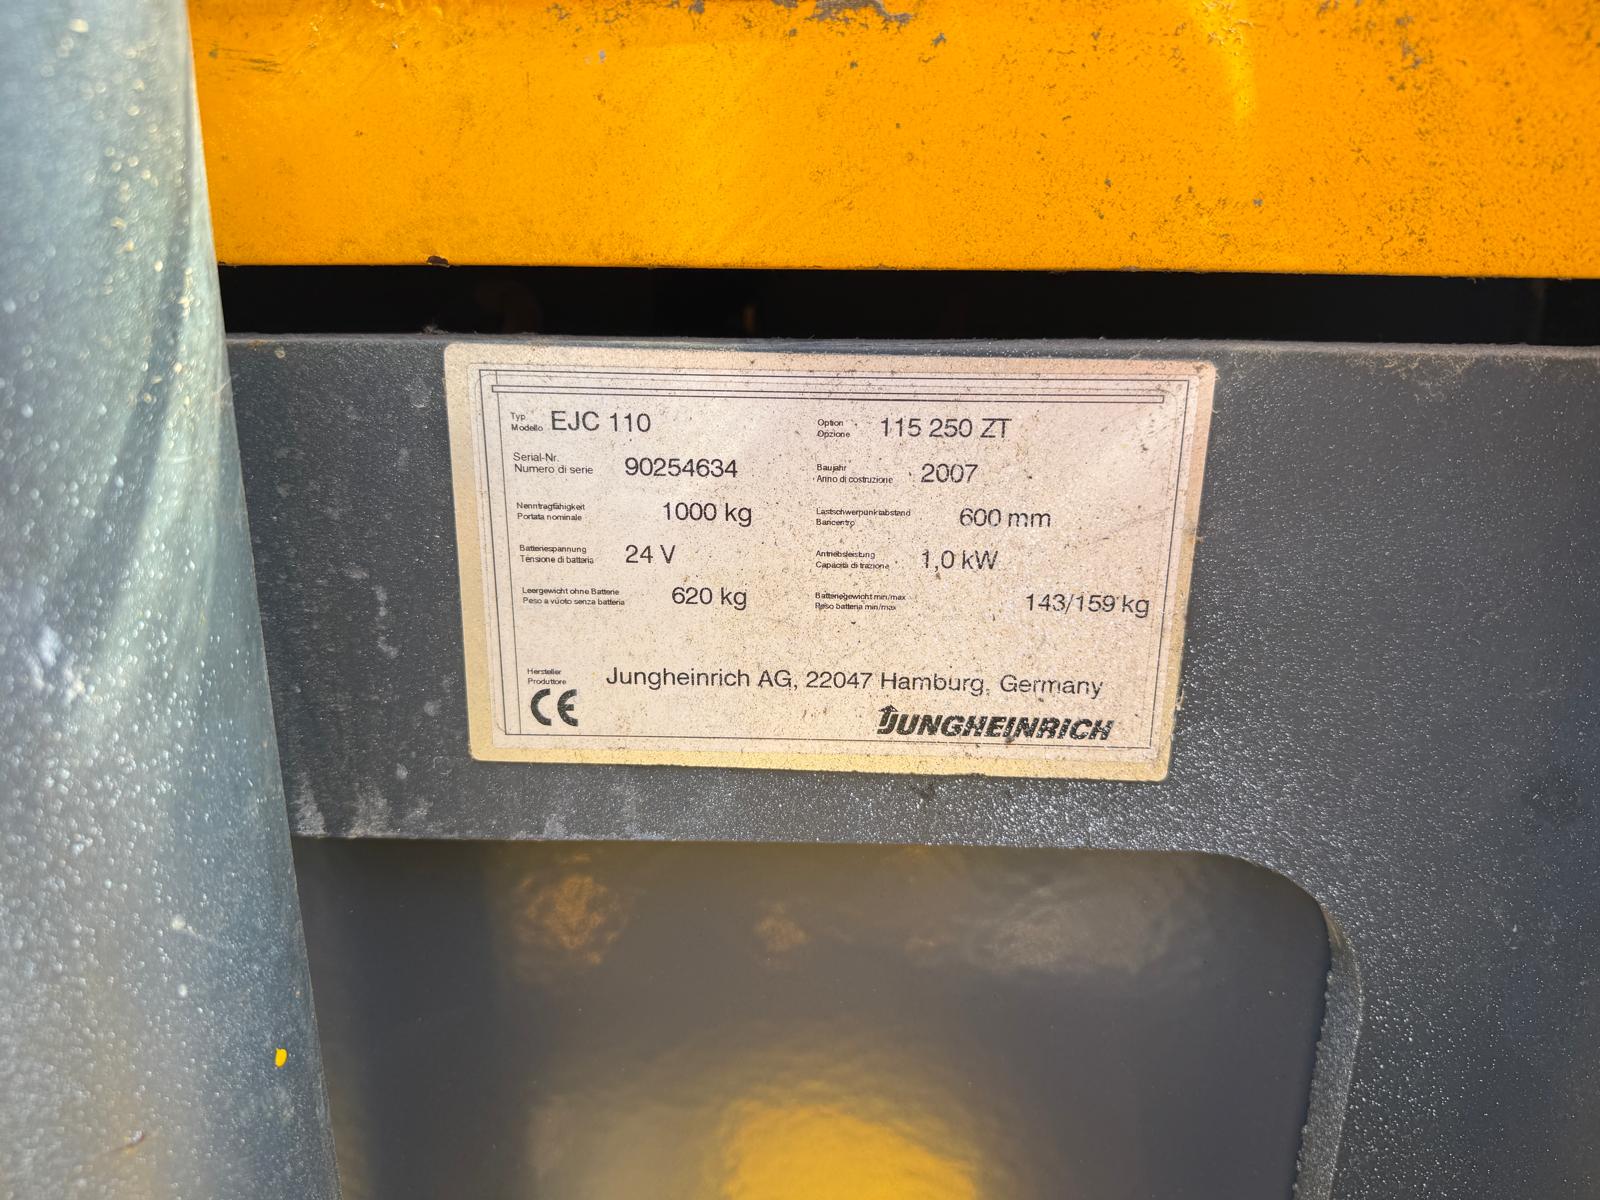 Typ EJC 110 Option 115 250 ZT
Modello Opzione
Serial-Nr. 90254634 Baujahr 2007
Numero di serie Anno di costruzione
Nenntragfähigkeit 1000 kg Lastschwerpunktabstand 600 mm
Portata nominale Baricentro
Batteriespannung 24 V Antriebsleistung 1,0 kW
Tensione di batteria Capacità di trazione
Leergewicht ohne Batterie 620 kg Batteriegewicht min/max 143/159 kg
Peso a vuoto senza batteria Peso batteria min/max
Hersteller Jungheinrich AG, 22047 Hamburg, Germany
Produttore
CE JUNGHEINRICH